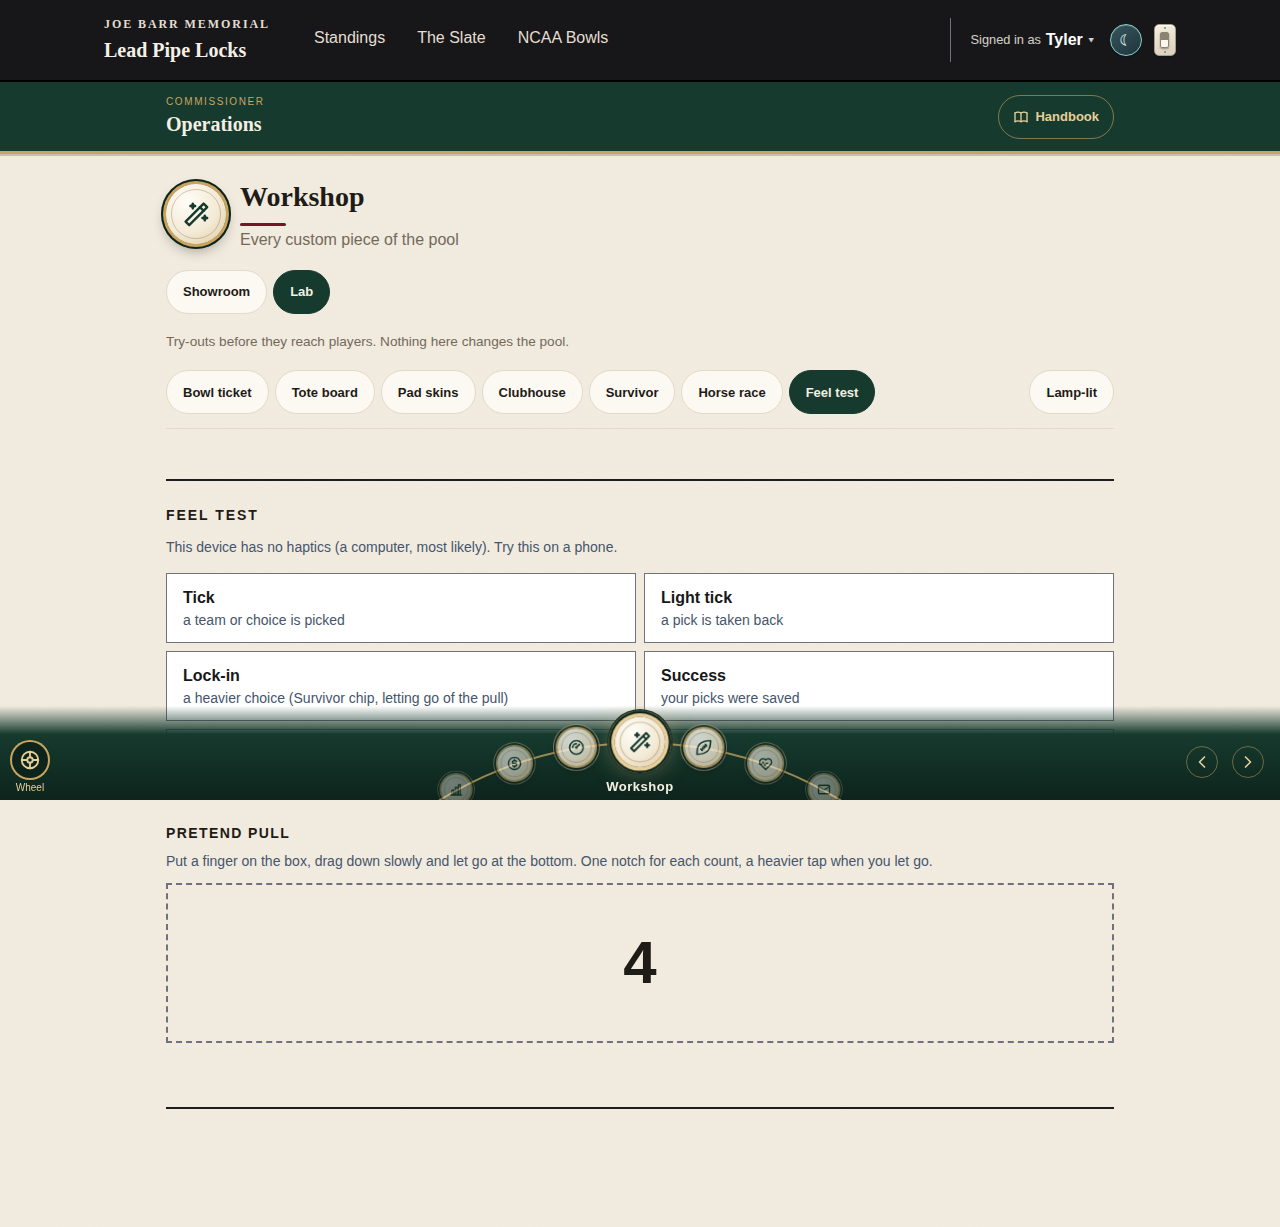 JOE BARR MEMORIAL
Lead Pipe Locks
Standings The Slate NCAA Bowls
Signed in as Tyler ▾
COMMISSIONER
Operations
Handbook
Workshop
Every custom piece of the pool
Showroom Lab
Try-outs before they reach players. Nothing here changes the pool.
Bowl ticket Tote board Pad skins Clubhouse Survivor Horse race Feel test Lamp-lit
FEEL TEST
This device has no haptics (a computer, most likely). Try this on a phone.
Tick
a team or choice is picked
Light tick
a pick is taken back
Lock-in
a heavier choice (Survivor chip, letting go of the pull)
Success
your picks were saved
Wheel
Workshop
PRETEND PULL
Put a finger on the box, drag down slowly and let go at the bottom. One notch for each count, a heavier tap when you let go.
4